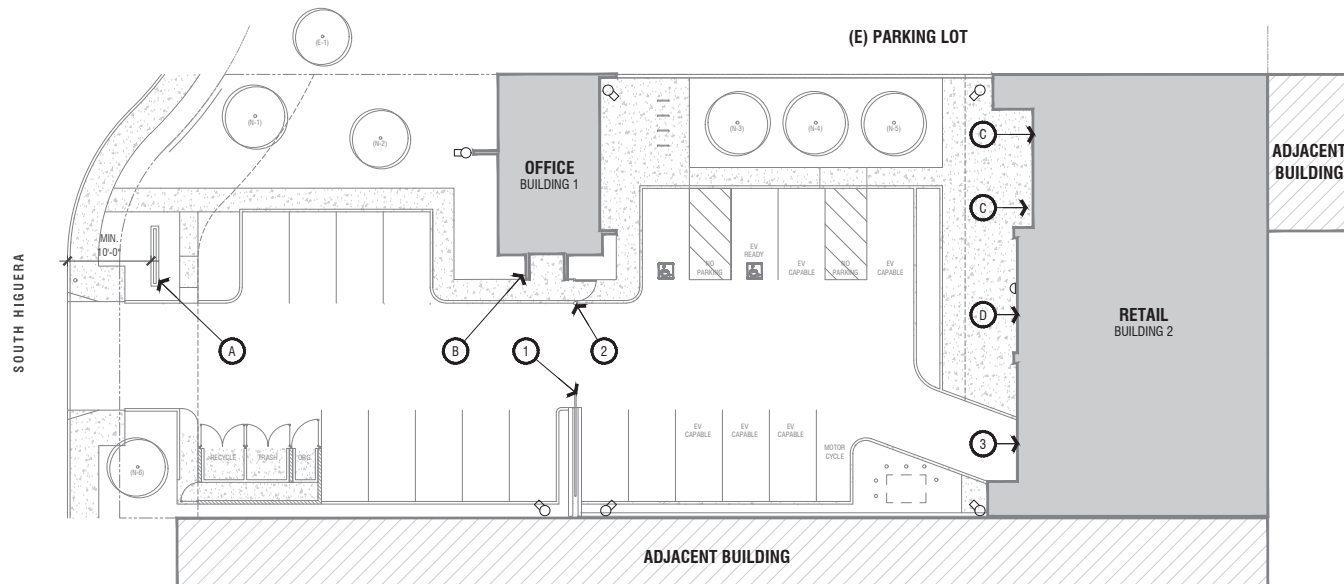 (E-1)
(E) PARKING LOT
(N-1)
(N-2)
(N-3)
(N-4)
(N-5)
C
OFFICE
BUILDING 1
ADJACENT
BUILDING
C
MIN.
10'-0"
EV
READY
NO
PARKING
EV
CAPABLE
NO
PARKING
EV
CAPABLE
SOUTH HIGUERA
D
RETAIL
BUILDING 2
A
B
1
2
EV
CAPABLE
EV
CAPABLE
EV
CAPABLE
MOTOR
CYCLE
3
(N-6)
RECYCLE
TRASH
ORG.
ADJACENT BUILDING